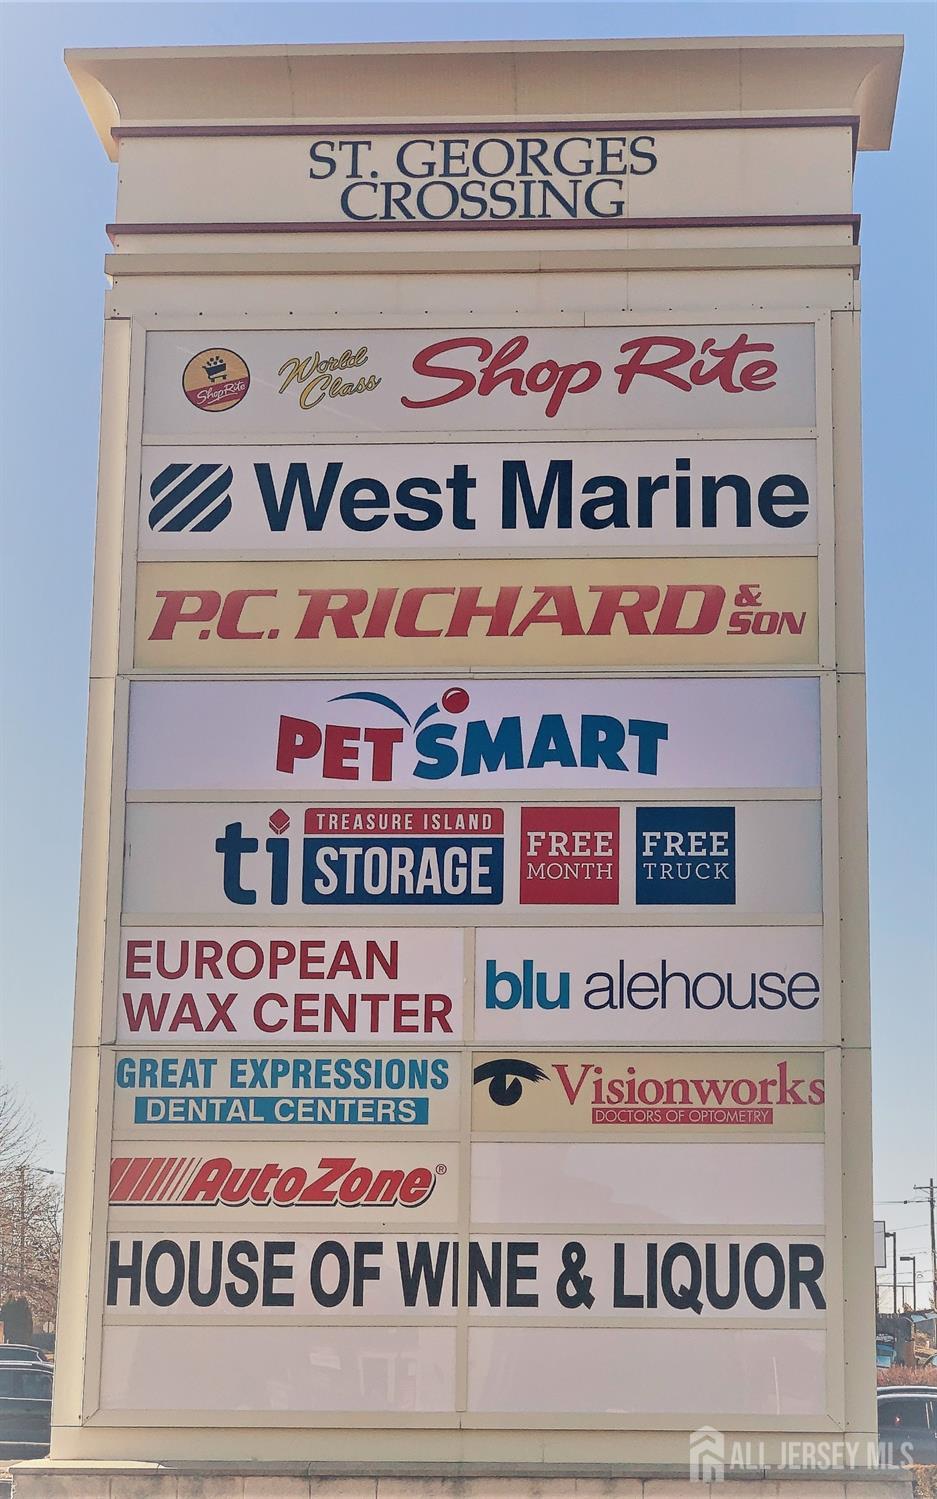 ST. GEORGES
CROSSING
ShopRite World Class ShopRite
West Marine
P.C. RICHARD & SON
PETSMART
ti TREASURE ISLAND STORAGE FREE MONTH FREE TRUCK
EUROPEAN
WAX CENTER
blu alehouse
GREAT EXPRESSIONS
DENTAL CENTERS
Visionworks
DOCTORS OF OPTOMETRY
AutoZone®
HOUSE OF WINE & LIQUOR
ALL JERSEY MLS